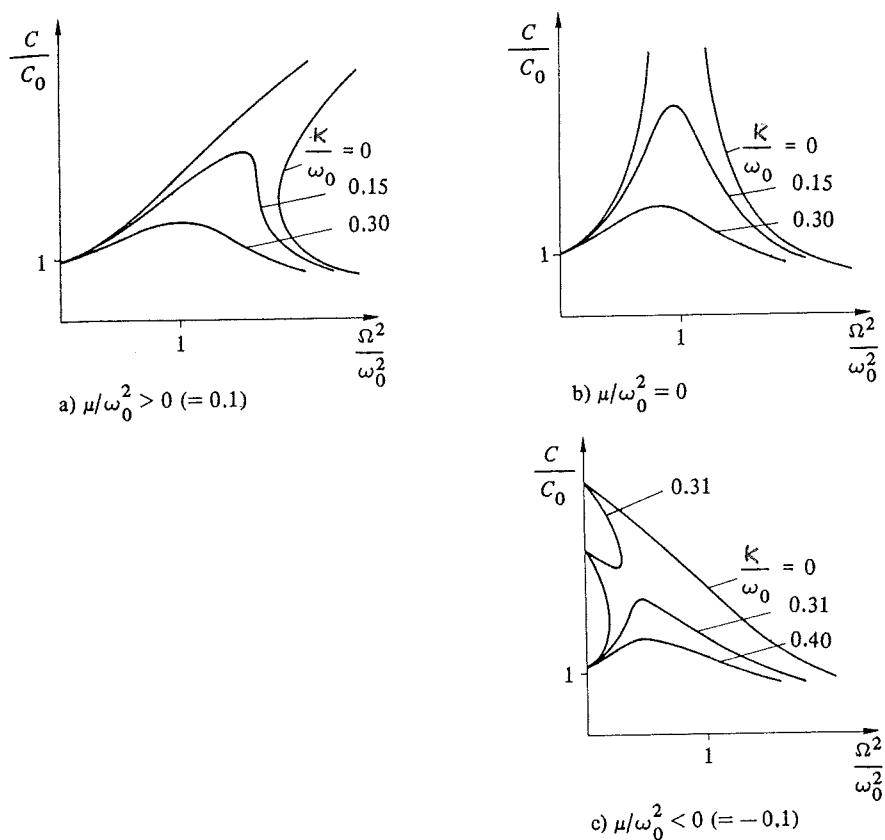 C/C₀
K/ω₀ = 0
0.15
0.30
1
1
Ω²/ω₀²
a) μ/ω₀² > 0 (= 0.1)
C/C₀
K/ω₀ = 0
0.15
0.30
1
1
Ω²/ω₀²
b) μ/ω₀² = 0
C/C₀
0.31
K/ω₀ = 0
0.31
0.40
1
1
Ω²/ω₀²
c) μ/ω₀² < 0 (= −0.1)